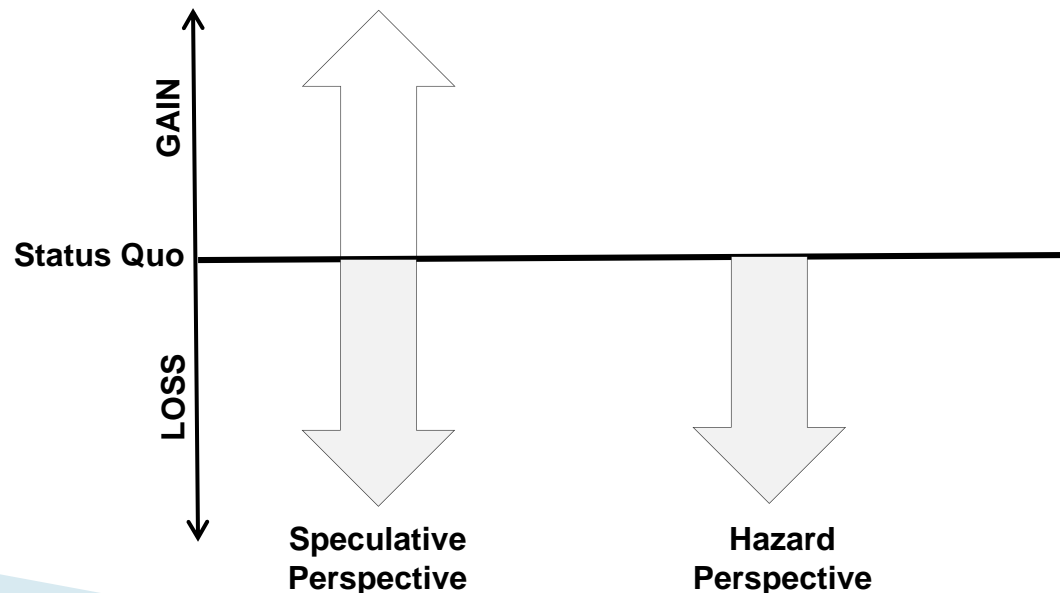 GAIN
Status Quo
LOSS
Speculative
Perspective
Hazard
Perspective